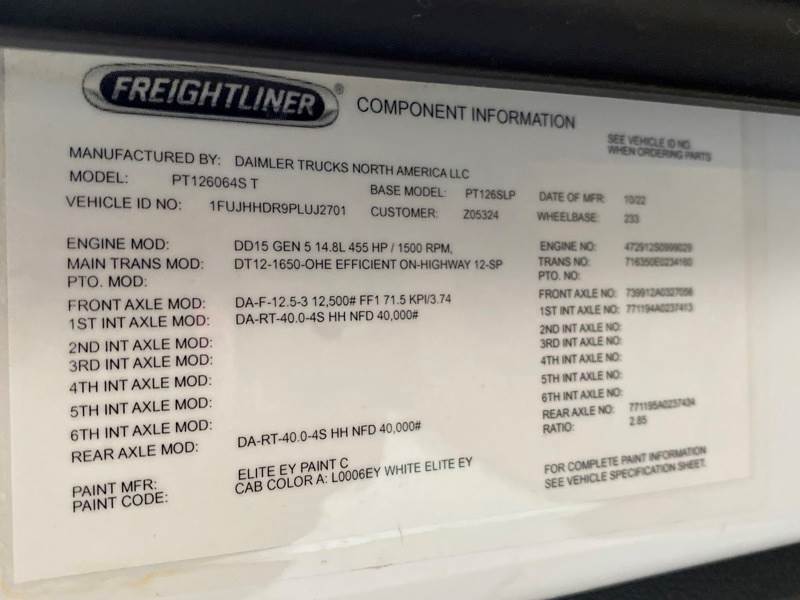 FREIGHTLINER® COMPONENT INFORMATION
SEE VEHICLE ID NO.
WHEN ORDERING PARTS
MANUFACTURED BY: DAIMLER TRUCKS NORTH AMERICA LLC
MODEL: PT126064S T BASE MODEL: PT126SLP DATE OF MFR: 10/22
VEHICLE ID NO: 1FUJHHDR9PLUJ2701 CUSTOMER: Z05324 WHEELBASE: 233
ENGINE MOD: DD15 GEN 5 14.8L 455 HP / 1500 RPM, ENGINE NO: 472912S0999029
MAIN TRANS MOD: DT12-1650-OHE EFFICIENT ON-HIGHWAY 12-SP TRANS NO: 716350E0234160
PTO. MOD: PTO. NO:
FRONT AXLE MOD: DA-F-12.5-3 12,500# FF1 71.5 KPI/3.74 FRONT AXLE NO: 739912A0327056
1ST INT AXLE MOD: DA-RT-40.0-4S HH NFD 40,000# 1ST INT AXLE NO: 771194A0237413
2ND INT AXLE MOD: 2ND INT AXLE NO:
3RD INT AXLE MOD: 3RD INT AXLE NO:
4TH INT AXLE MOD: 4TH INT AXLE NO:
5TH INT AXLE MOD: 5TH INT AXLE NO:
6TH INT AXLE MOD: 6TH INT AXLE NO:
REAR AXLE MOD: DA-RT-40.0-4S HH NFD 40,000# REAR AXLE NO: 771195A0237434
RATIO: 2.85
PAINT MFR: ELITE EY PAINT C
PAINT CODE: CAB COLOR A: L0006EY WHITE ELITE EY
FOR COMPLETE PAINT INFORMATION
SEE VEHICLE SPECIFICATION SHEET.